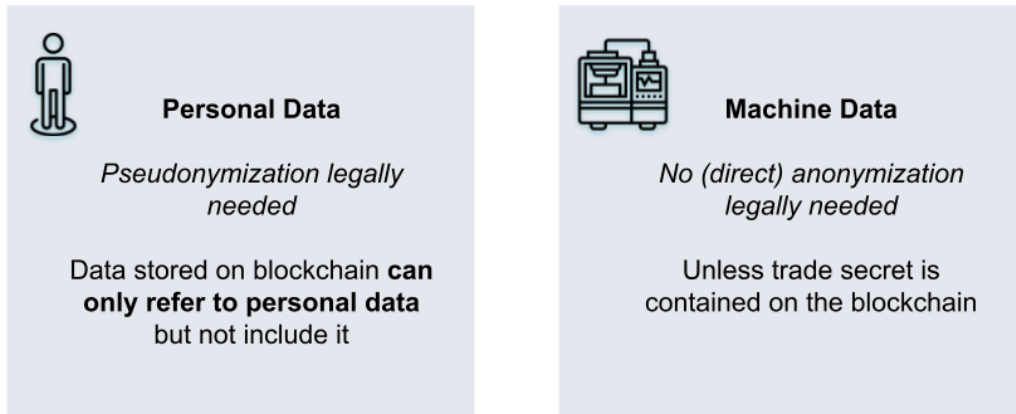 Personal Data
Pseudonymization legally
needed
Data stored on blockchain can
only refer to personal data
but not include it
Machine Data
No (direct) anonymization
legally needed
Unless trade secret is
contained on the blockchain